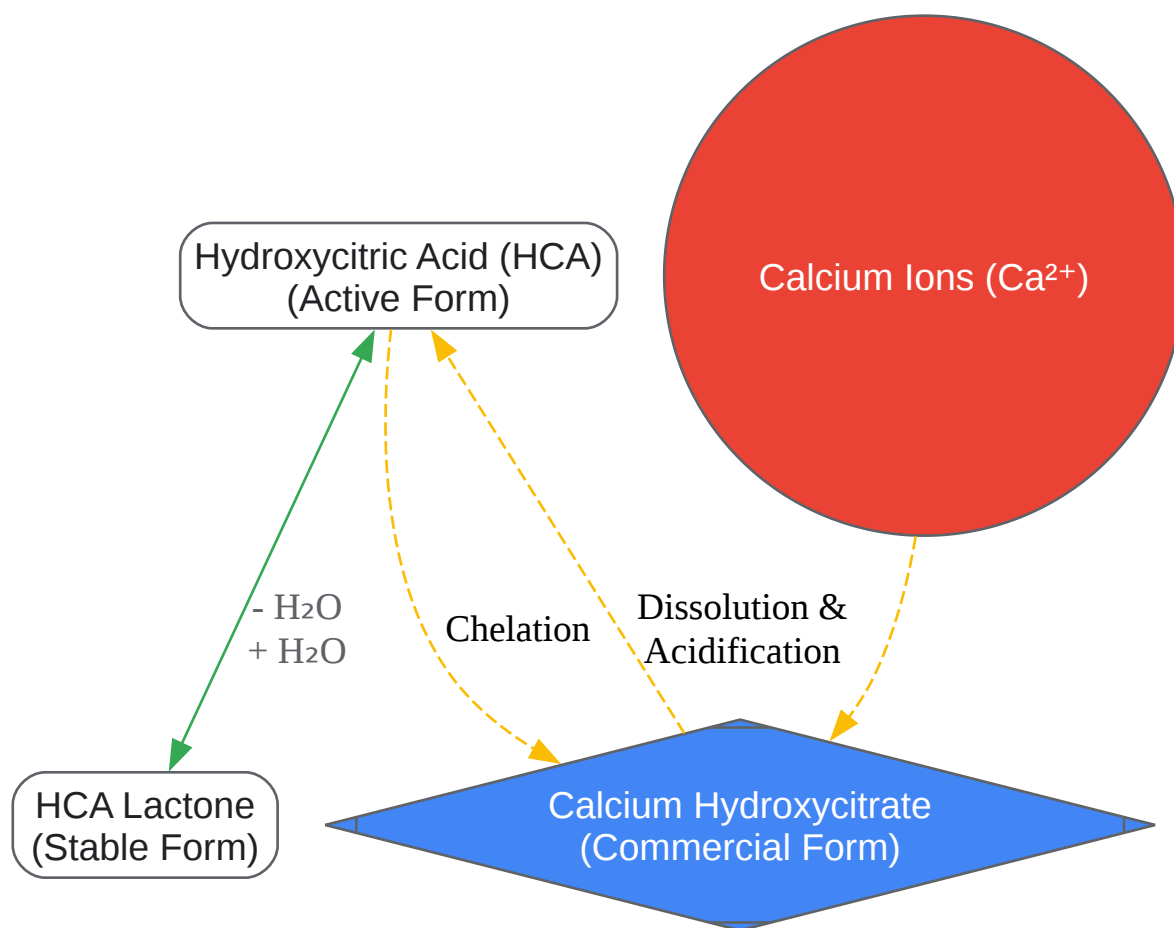 Hydroxycitric Acid (HCA)
(Active Form)
Calcium Ions (Ca²⁺)
- H₂O
+ H₂O
Chelation
Dissolution &
Acidification
HCA Lactone
(Stable Form)
Calcium Hydroxycitrate
(Commercial Form)